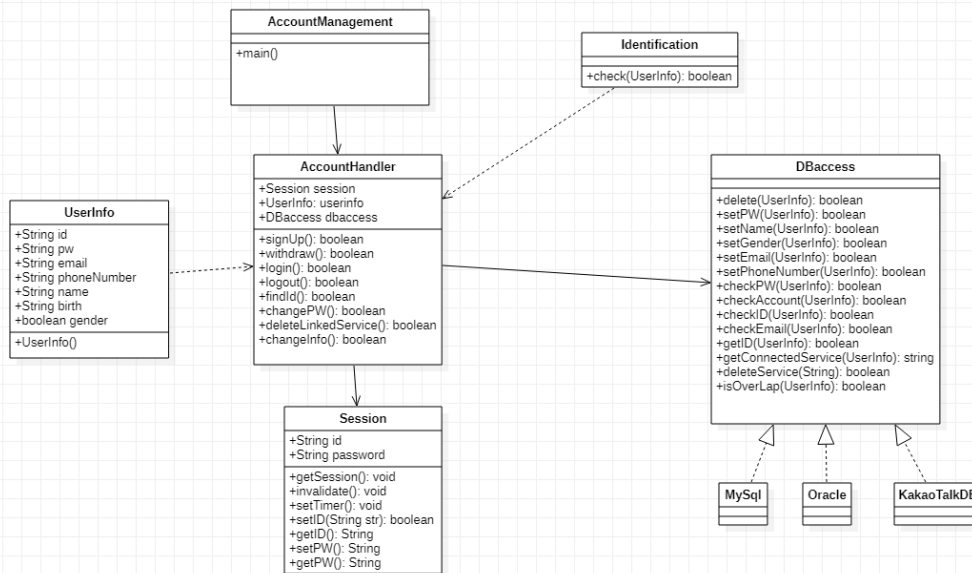 AccountManagement
+main()
Identification
+check(UserInfo): boolean
AccountHandler
+Session session
+UserInfo: userinfo
+DBaccess dbaccess
+signUp(): boolean
+withdraw(): boolean
+login(): boolean
+logout(): boolean
+findId(): boolean
+changePW(): boolean
+deleteLinkedService(): boolean
+changeInfo(): boolean
DBaccess
+delete(UserInfo): boolean
+setPW(UserInfo): boolean
+setName(UserInfo): boolean
+setGender(UserInfo): boolean
+setEmail(UserInfo): boolean
+setPhoneNumber(UserInfo): boolean
+checkPW(UserInfo): boolean
+checkAccount(UserInfo): boolean
+checkID(UserInfo): boolean
+checkEmail(UserInfo): boolean
+getID(UserInfo): boolean
+getConnectedService(UserInfo): string
+deleteService(String): boolean
+isOverLap(UserInfo): boolean
UserInfo
+String id
+String pw
+String email
+String phoneNumber
+String name
+String birth
+boolean gender
+UserInfo()
Session
+String id
+String password
+getSession(): void
+invalidate(): void
+setTimer(): void
+setID(String str): boolean
+getID(): String
+setPW(): String
+getPW(): String
MySql
Oracle
KakaoTalkDB